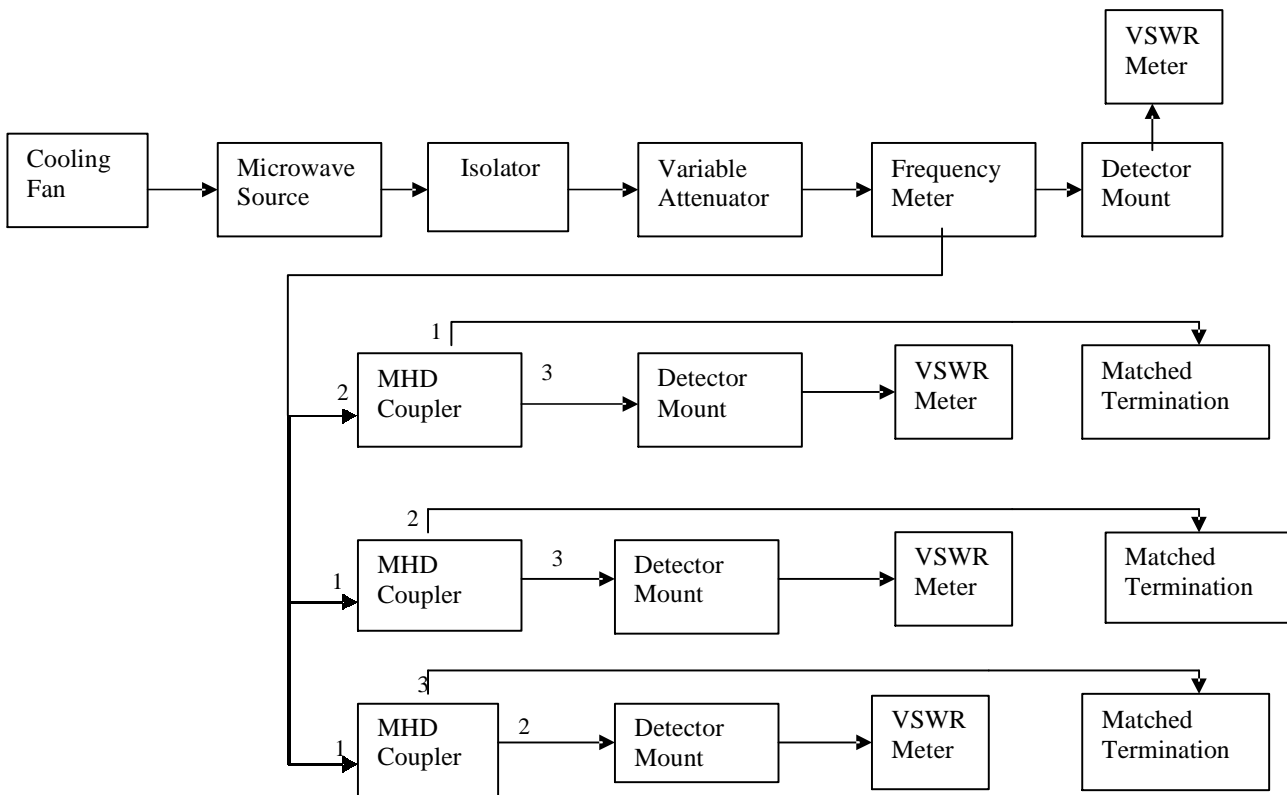 VSWR
Meter
Cooling
Fan
Microwave
Source
Isolator
Variable
Attenuator
Frequency
Meter
Detector
Mount
1
2
MHD
Coupler
3
Detector
Mount
VSWR
Meter
Matched
Termination
2
1
MHD
Coupler
3
Detector
Mount
VSWR
Meter
Matched
Termination
3
1
MHD
Coupler
2
Detector
Mount
VSWR
Meter
Matched
Termination